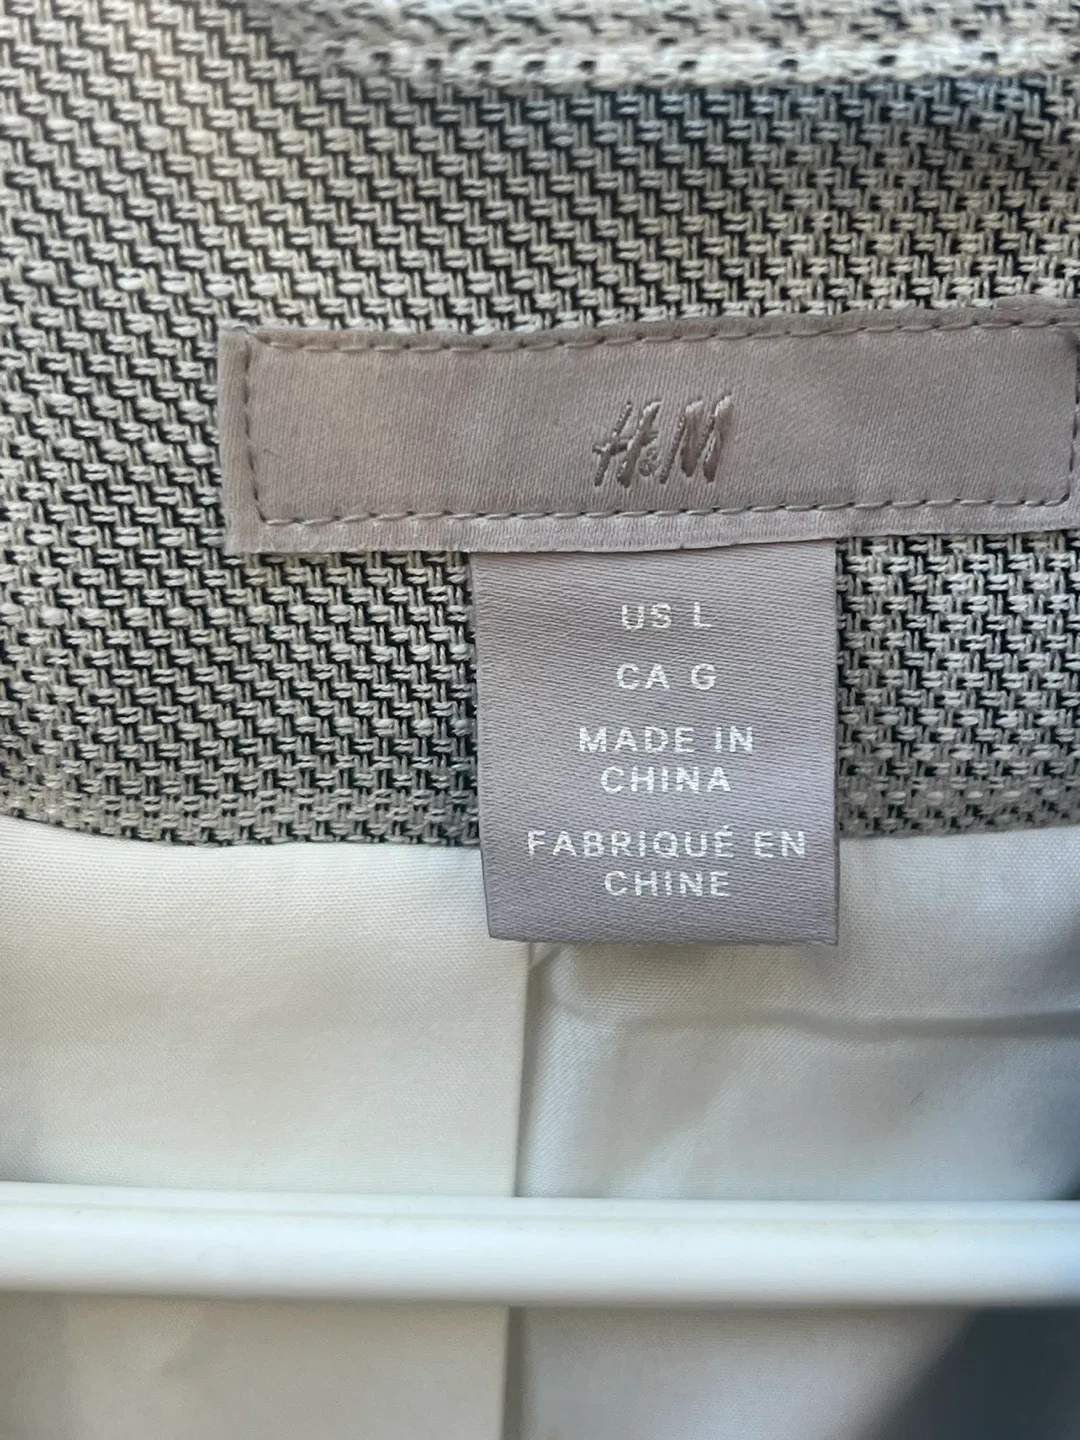 H&M
US L
CA G
MADE IN
CHINA
FABRIQUÉ EN
CHINE